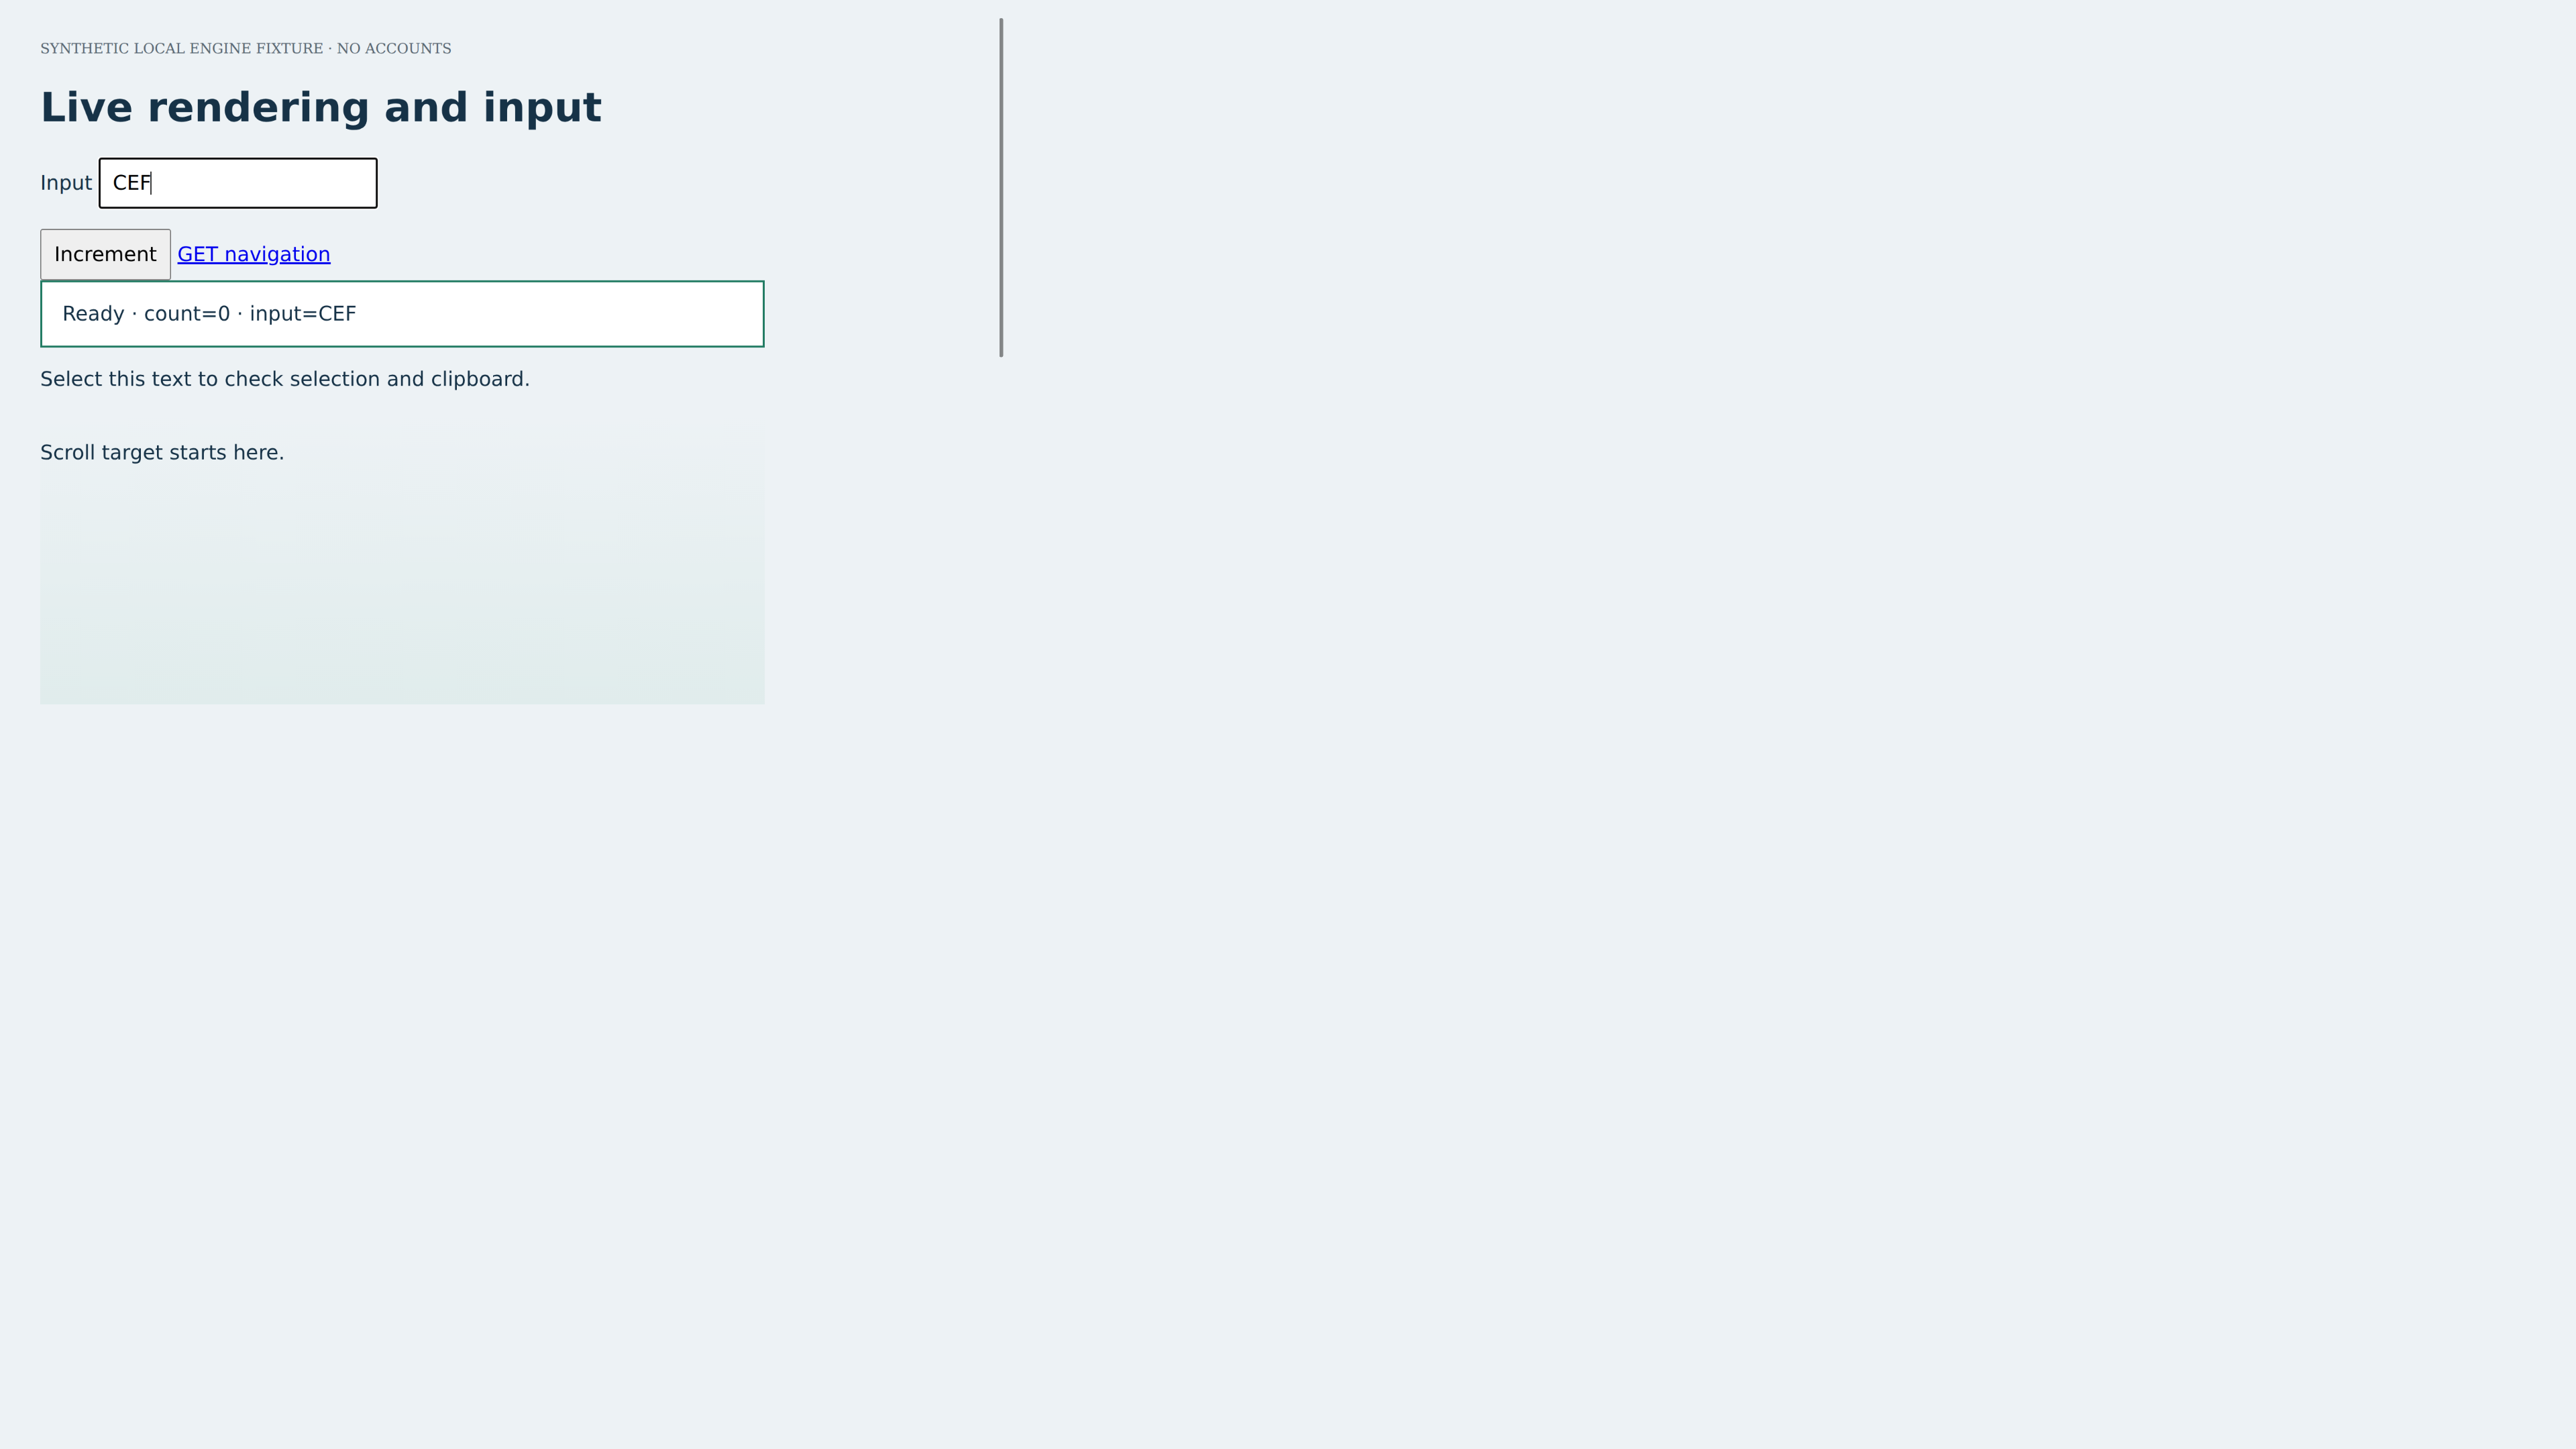 SYNTHETIC LOCAL ENGINE FIXTURE · NO ACCOUNTS
Live rendering and input
Input CEF
Increment GET navigation
Ready · count=0 · input=CEF
Select this text to check selection and clipboard.
Scroll target starts here.